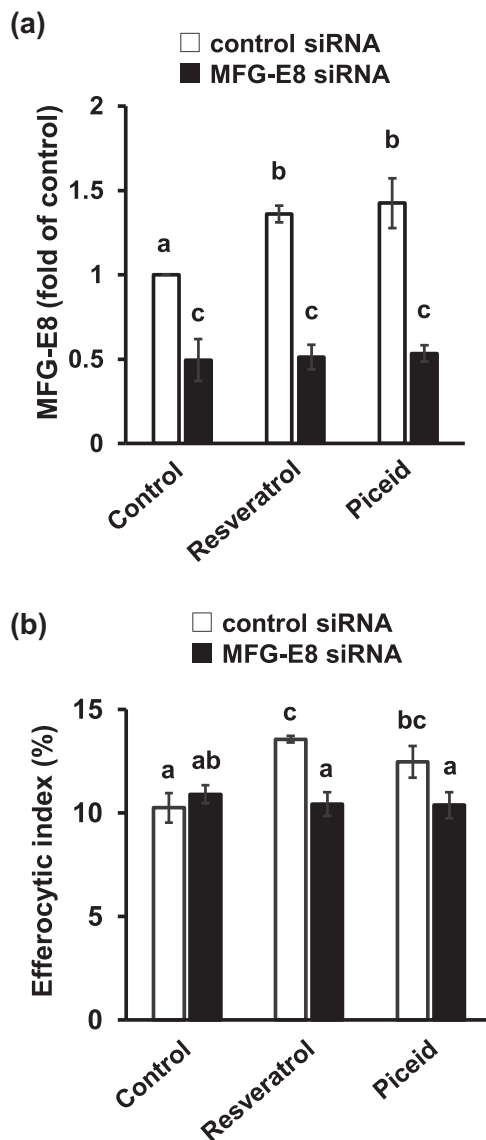 (a)
control siRNA
MFG-E8 siRNA
MFG-E8 (fold of control)
2
1.5
1
0.5
0
a
c
b
c
b
c
Control
Resveratrol
Piceid
(b)
control siRNA
MFG-E8 siRNA
Efferocytic index (%)
15
10
5
0
a
ab
c
a
bc
a
Control
Resveratrol
Piceid